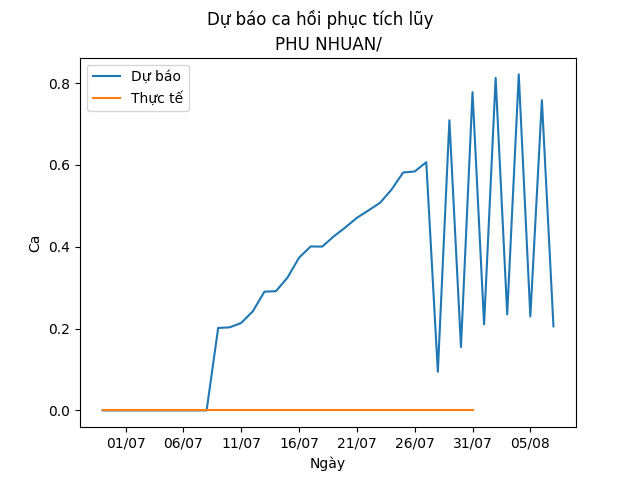 Dự báo ca hồi phục tích lũy
PHU NHUAN/
Dự báo
Thực tế
0.8
0.6
0.4
0.2
0.0
Ca
01/07
06/07
11/07
16/07
21/07
26/07
31/07
05/08
Ngày